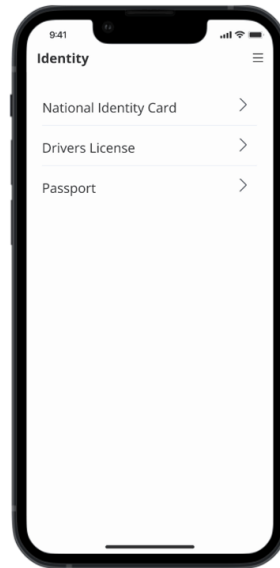 9:41
Identity
National Identity Card
Drivers License
Passport